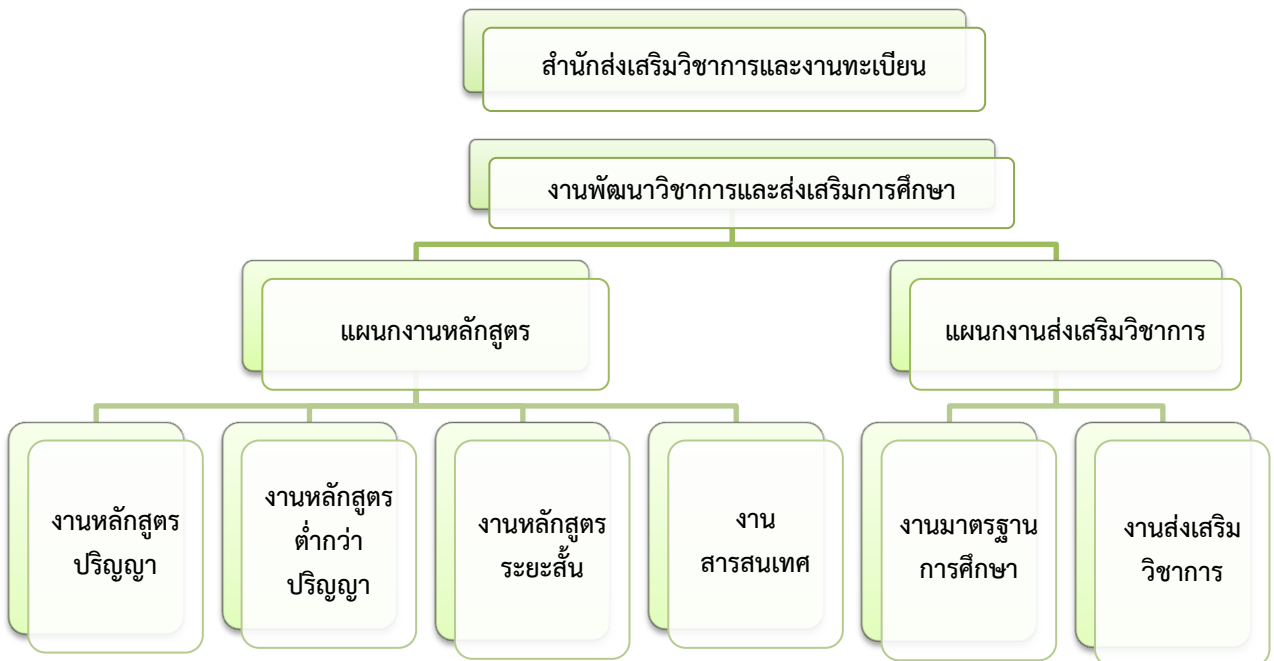 สำนักส่งเสริมวิชาการและงานทะเบียน
งานพัฒนาวิชาการและส่งเสริมการศึกษา
แผนกงานหลักสูตร
แผนกงานส่งเสริมวิชาการ
งานหลักสูตร
ปริญญา
งานหลักสูตร
ต่ำกว่า
ปริญญา
งานหลักสูตร
ระยะสั้น
งาน
สารสนเทศ
งานมาตรฐาน
การศึกษา
งานส่งเสริม
วิชาการ